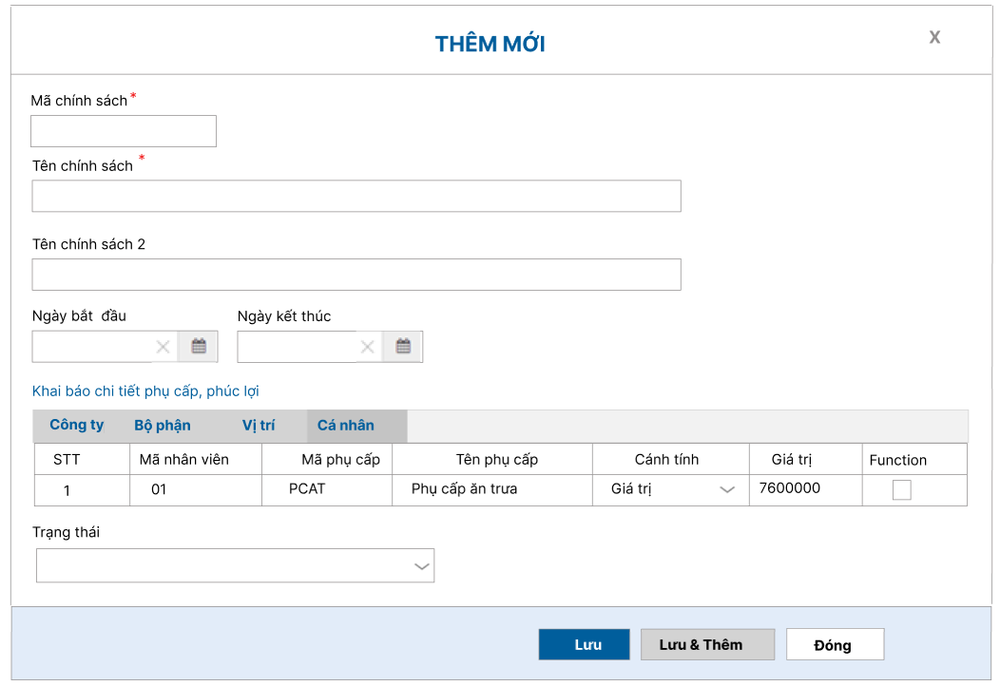 THÊM MỚI X
Mã chính sách *
Tên chính sách *
Tên chính sách 2
Ngày bắt đầu Ngày kết thúc
Khai báo chi tiết phụ cấp, phúc lợi
Công ty Bộ phận Vị trí Cá nhân
STT Mã nhân viên Mã phụ cấp Tên phụ cấp Cánh tính Giá trị Function
1 01 PCAT Phụ cấp ăn trưa Giá trị 7600000
Trạng thái
Lưu Lưu & Thêm Đóng